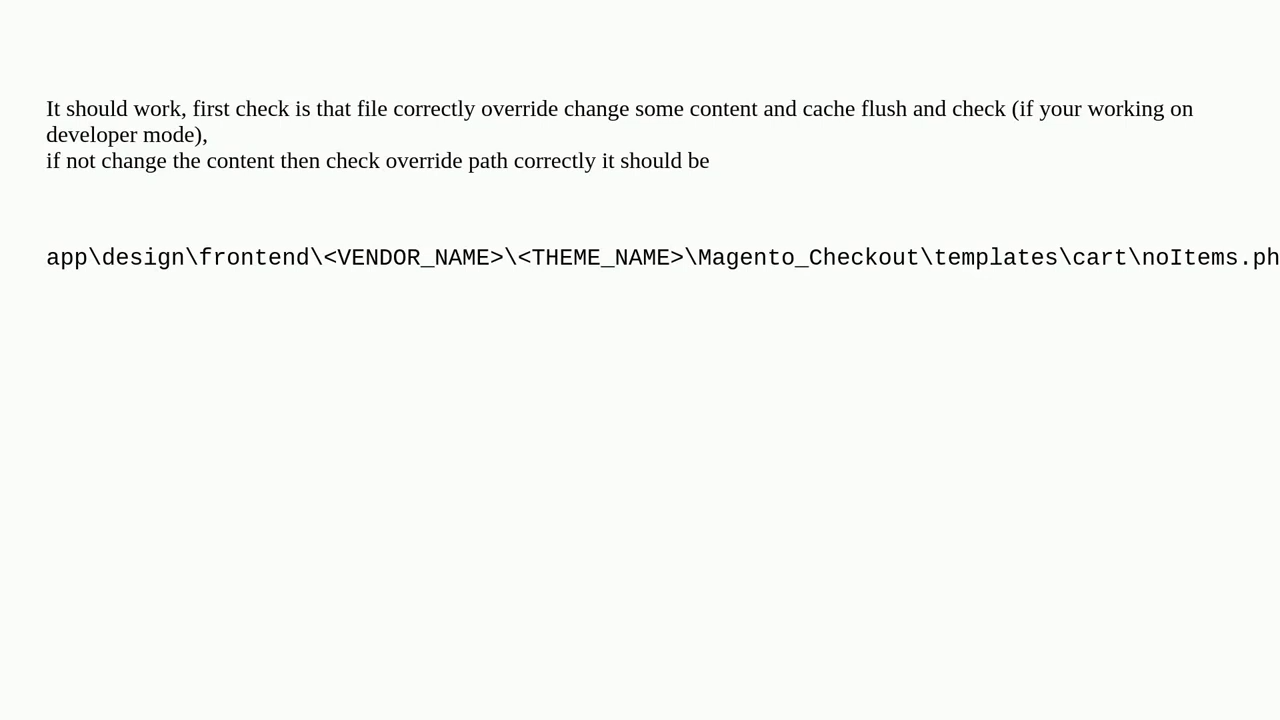 It should work, first check is that file correctly override change some content and cache flush and check (if your working on
developer mode),
if not change the content then check override path correctly it should be
app\design\frontend\<VENDOR_NAME>\<THEME_NAME>\Magento_Checkout\templates\cart\noItems.ph